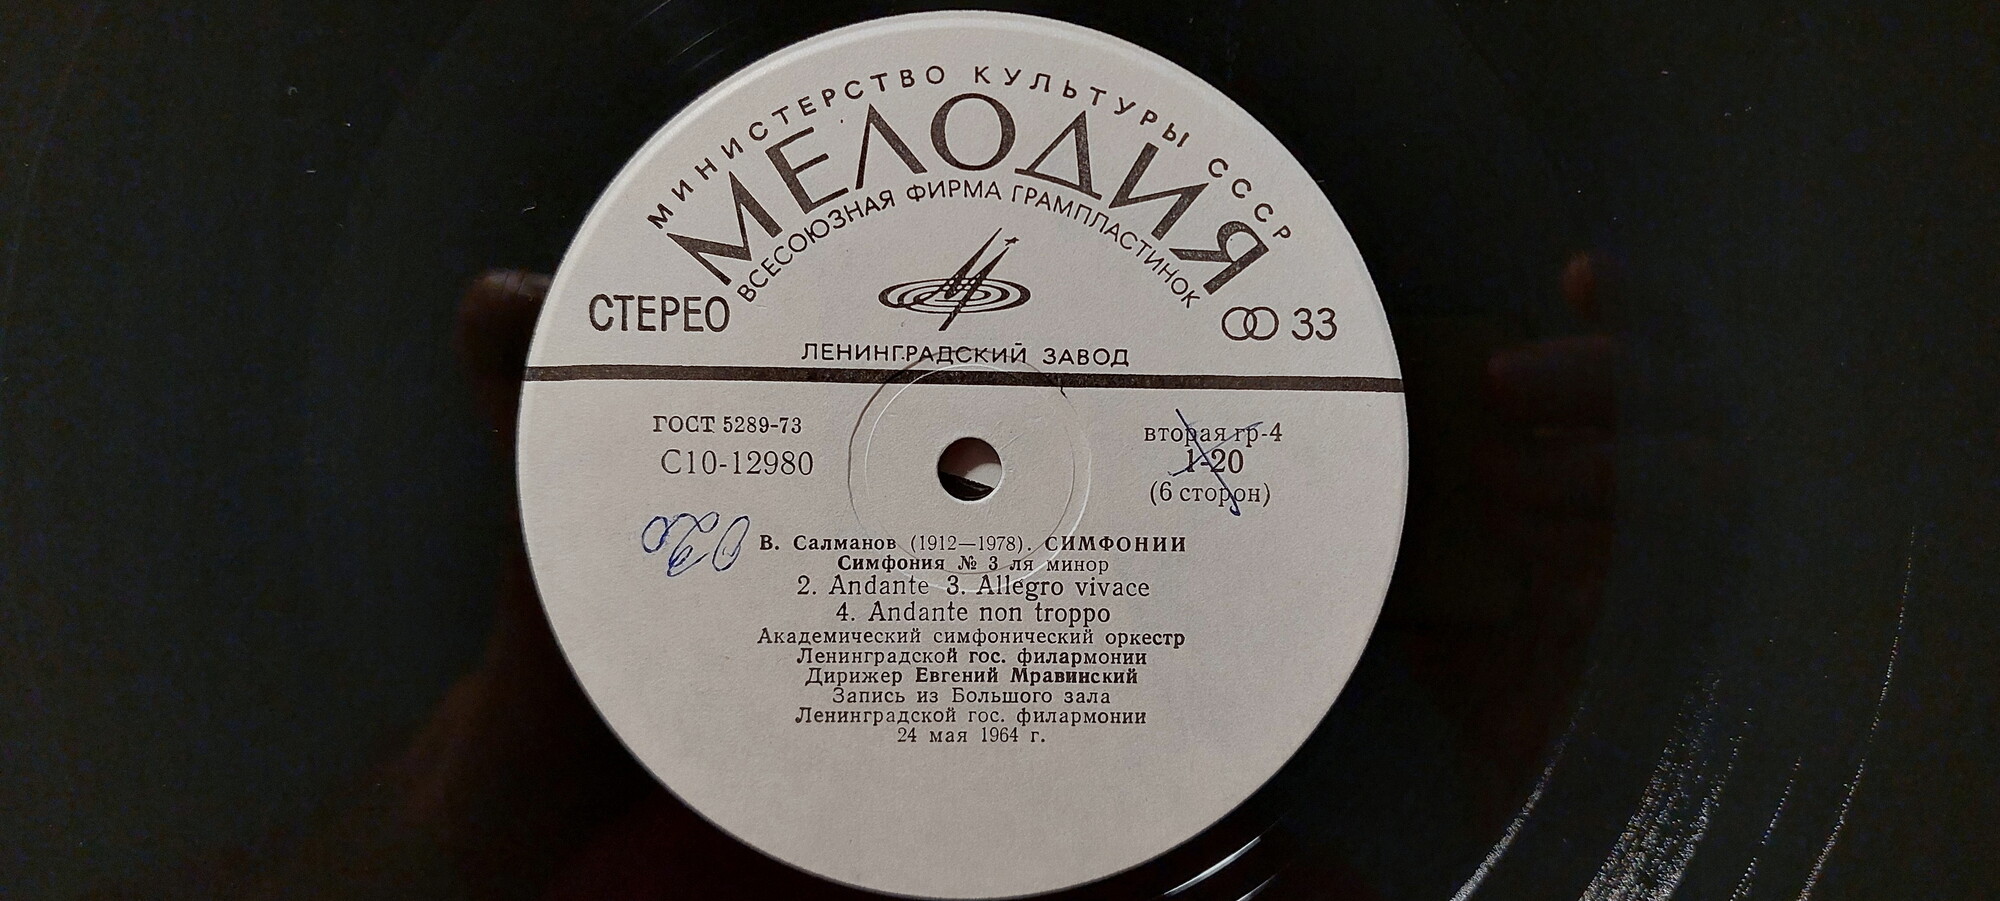 МИНИСТЕРСТВО КУЛЬТУРЫ СССР
МЕЛОДИЯ
ВСЕСОЮЗНАЯ ФИРМА ГРАМПЛАСТИНОК
СТЕРЕО
33
ЛЕНИНГРАДСКИЙ ЗАВОД
ГОСТ 5289-73
С10-12980
вторая гр-4
1-20
(6 сторон)
В. Салманов (1912—1978). СИМФОНИИ
Симфония № 3 ля минор
2. Andante 3. Allegro vivace
4. Andante non troppo
Академический симфонический оркестр
Ленинградской гос. филармонии
Дирижер Евгений Мравинский
Запись из Большого зала
Ленинградской гос. филармонии
24 мая 1964 г.